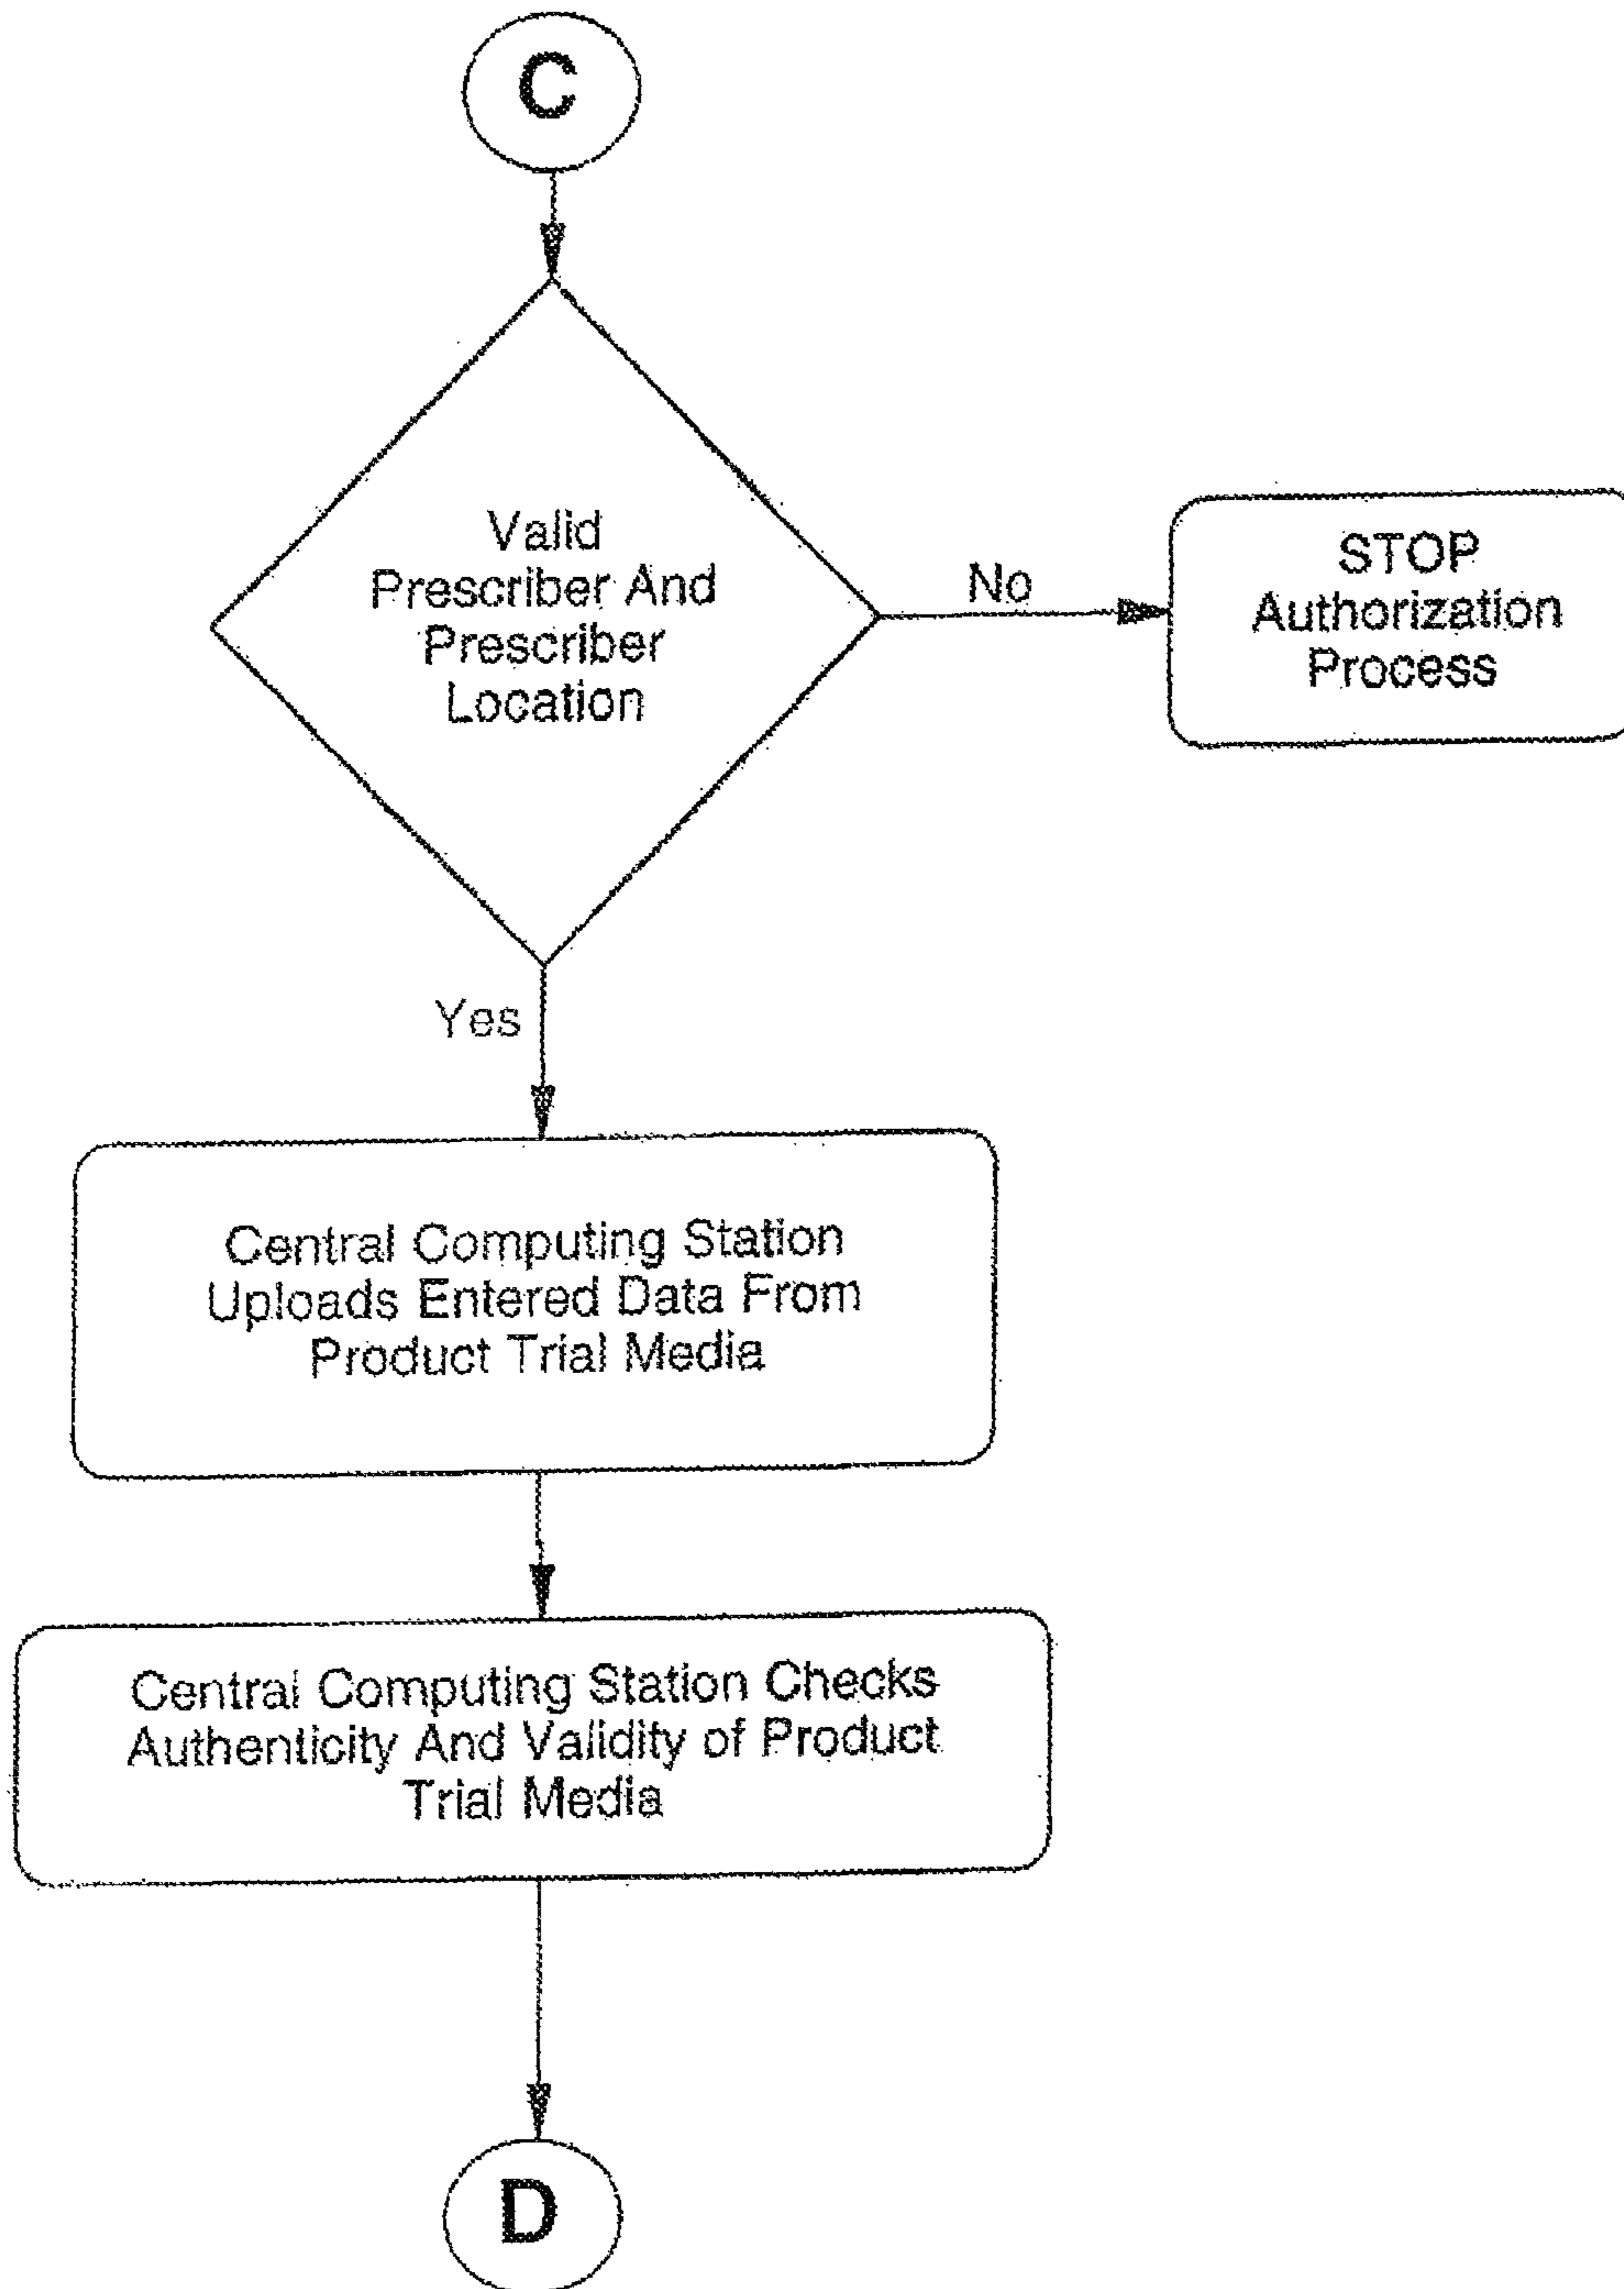 C
Valid
Prescriber And
Prescriber
Location
No
STOP
Authorization
Process
Yes
Central Computing Station
Uploads Entered Data From
Product Trial Media
Central Computing Station Checks
Authenticity And Validity of Product
Trial Media
D